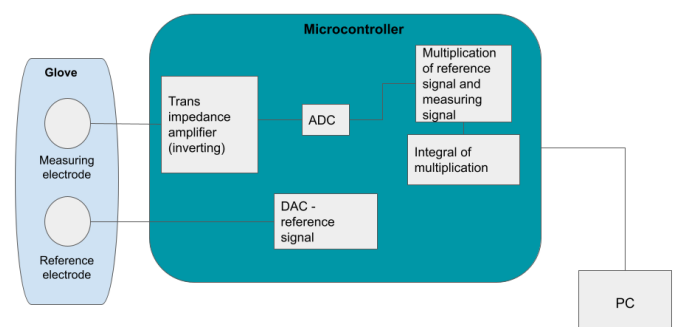 Microcontroller
Glove
Measuring
electrode
Reference
electrode
Trans
impedance
amplifier
(inverting)
ADC
Multiplication
of reference
signal and
measuring
signal
Integral of
multiplication
DAC -
reference
signal
PC